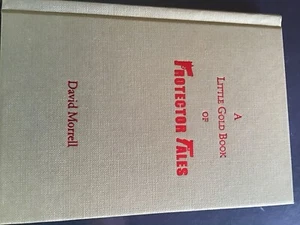 A
LITTLE GOLD BOOK
OF
PROTECTOR TALES
David Morrell